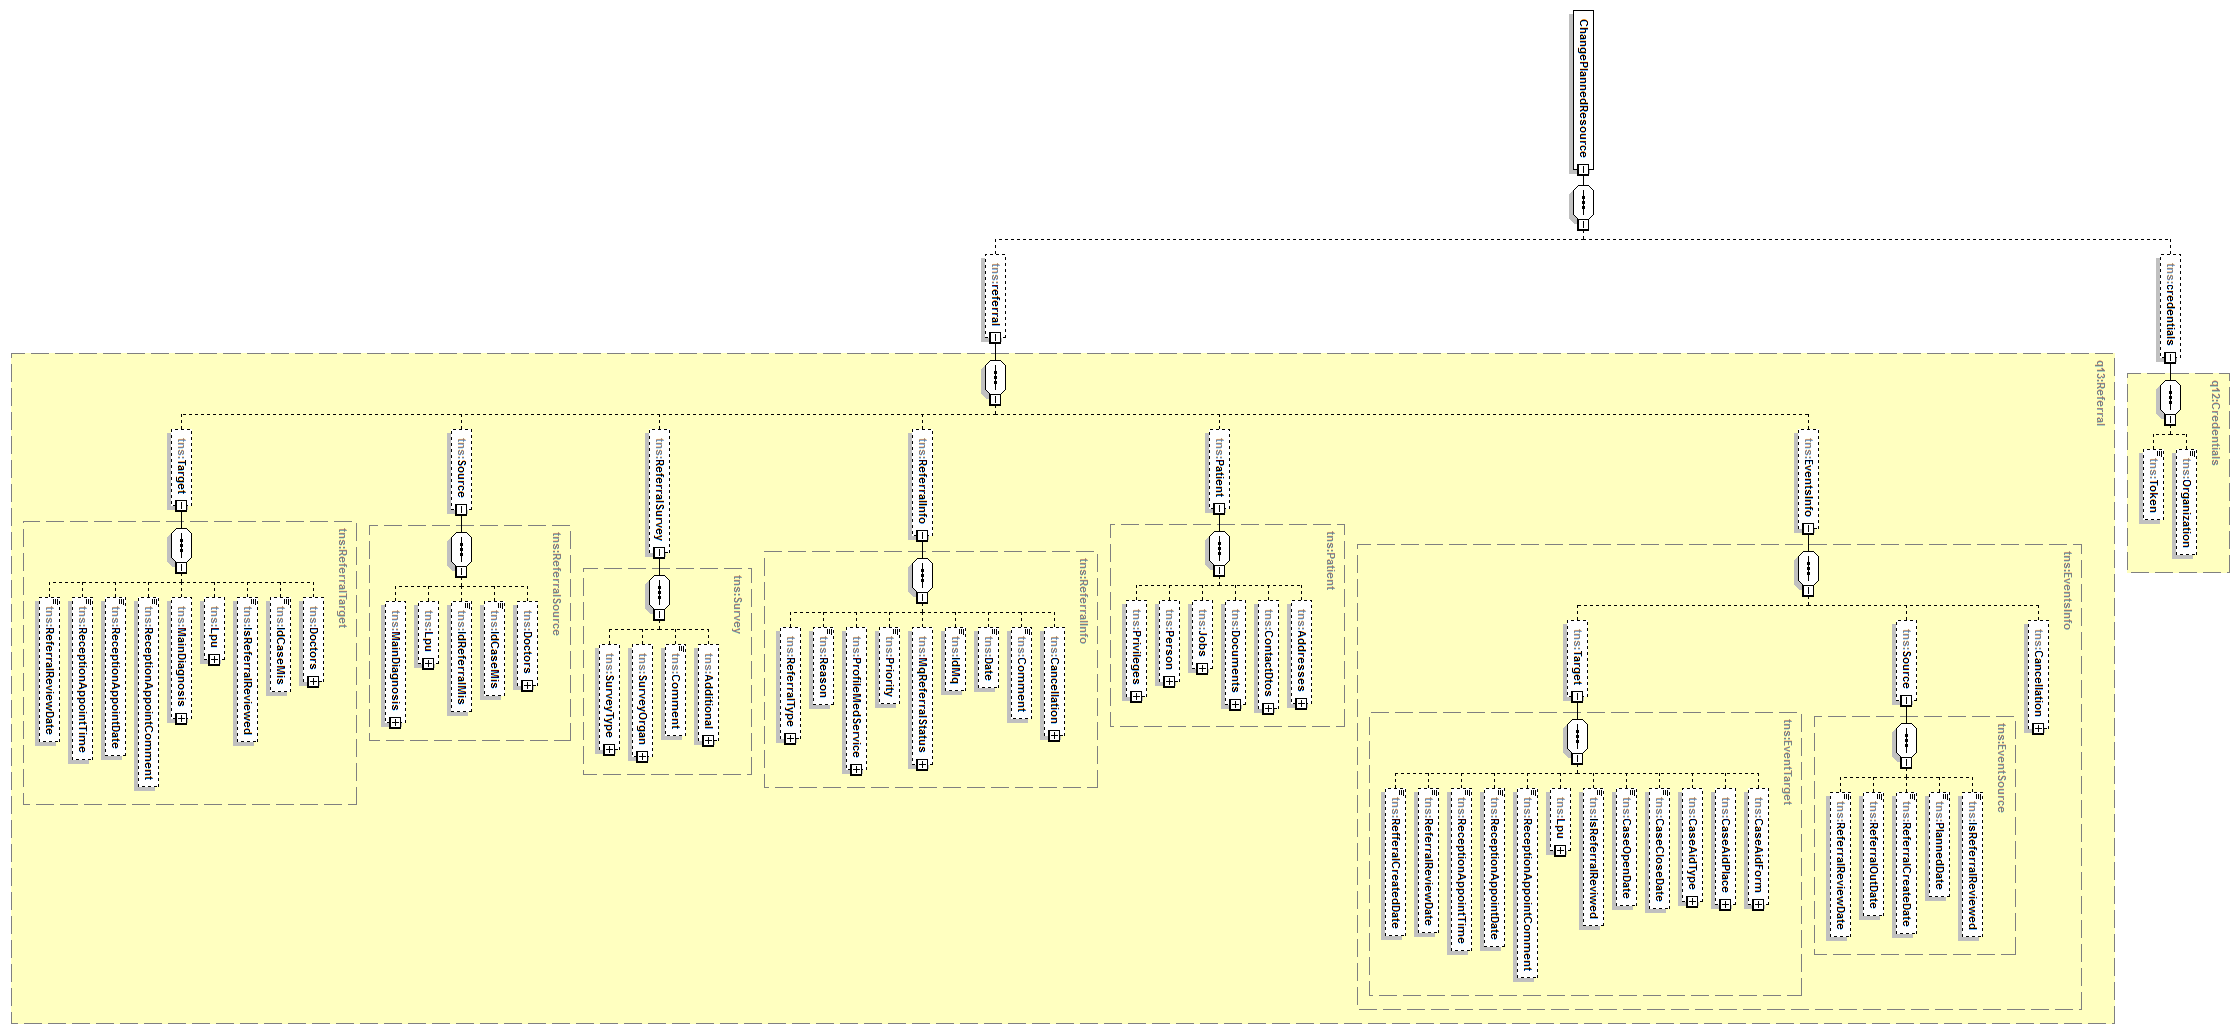 ChangePlannedResource
tns:credentials
q12:Credentials
tns:Organization
tns:Token
tns:referral
q13:Referral
tns:EventsInfo
tns:EventsInfo
tns:Cancellation
tns:Source
tns:EventSource
tns:IsReferralReviewed
tns:PlannedDate
tns:ReferralCreateDate
tns:ReferralOutDate
tns:ReferralReviewDate
tns:Target
tns:EventTarget
tns:CaseAidForm
tns:CaseAidPlace
tns:CaseAidType
tns:CaseCloseDate
tns:CaseOpenDate
tns:IsReferralReviwed
tns:Lpu
tns:ReceptionAppointComment
tns:ReceptionAppointDate
tns:ReceptionAppointTime
tns:ReferralReviewDate
tns:RefferalCreatedDate
tns:Patient
tns:Patient
tns:Addresses
tns:ContactDtos
tns:Documents
tns:Jobs
tns:Person
tns:Privileges
tns:ReferralInfo
tns:ReferralInfo
tns:Cancellation
tns:Comment
tns:Date
tns:IdMq
tns:MqReferralStatus
tns:Priority
tns:ProfileMedService
tns:Reason
tns:ReferralType
tns:ReferralSurvey
tns:Survey
tns:Additional
tns:Comment
tns:SurveyOrgan
tns:SurveyType
tns:Source
tns:ReferralSource
tns:Doctors
tns:IdCaseMis
tns:IdReferralMis
tns:Lpu
tns:MainDiagnosis
tns:Target
tns:ReferralTarget
tns:Doctors
tns:IdCaseMis
tns:IsReferralReviewed
tns:Lpu
tns:MainDiagnosis
tns:ReceptionAppointComment
tns:ReceptionAppointDate
tns:ReceptionAppointTime
tns:ReferralReviewDate